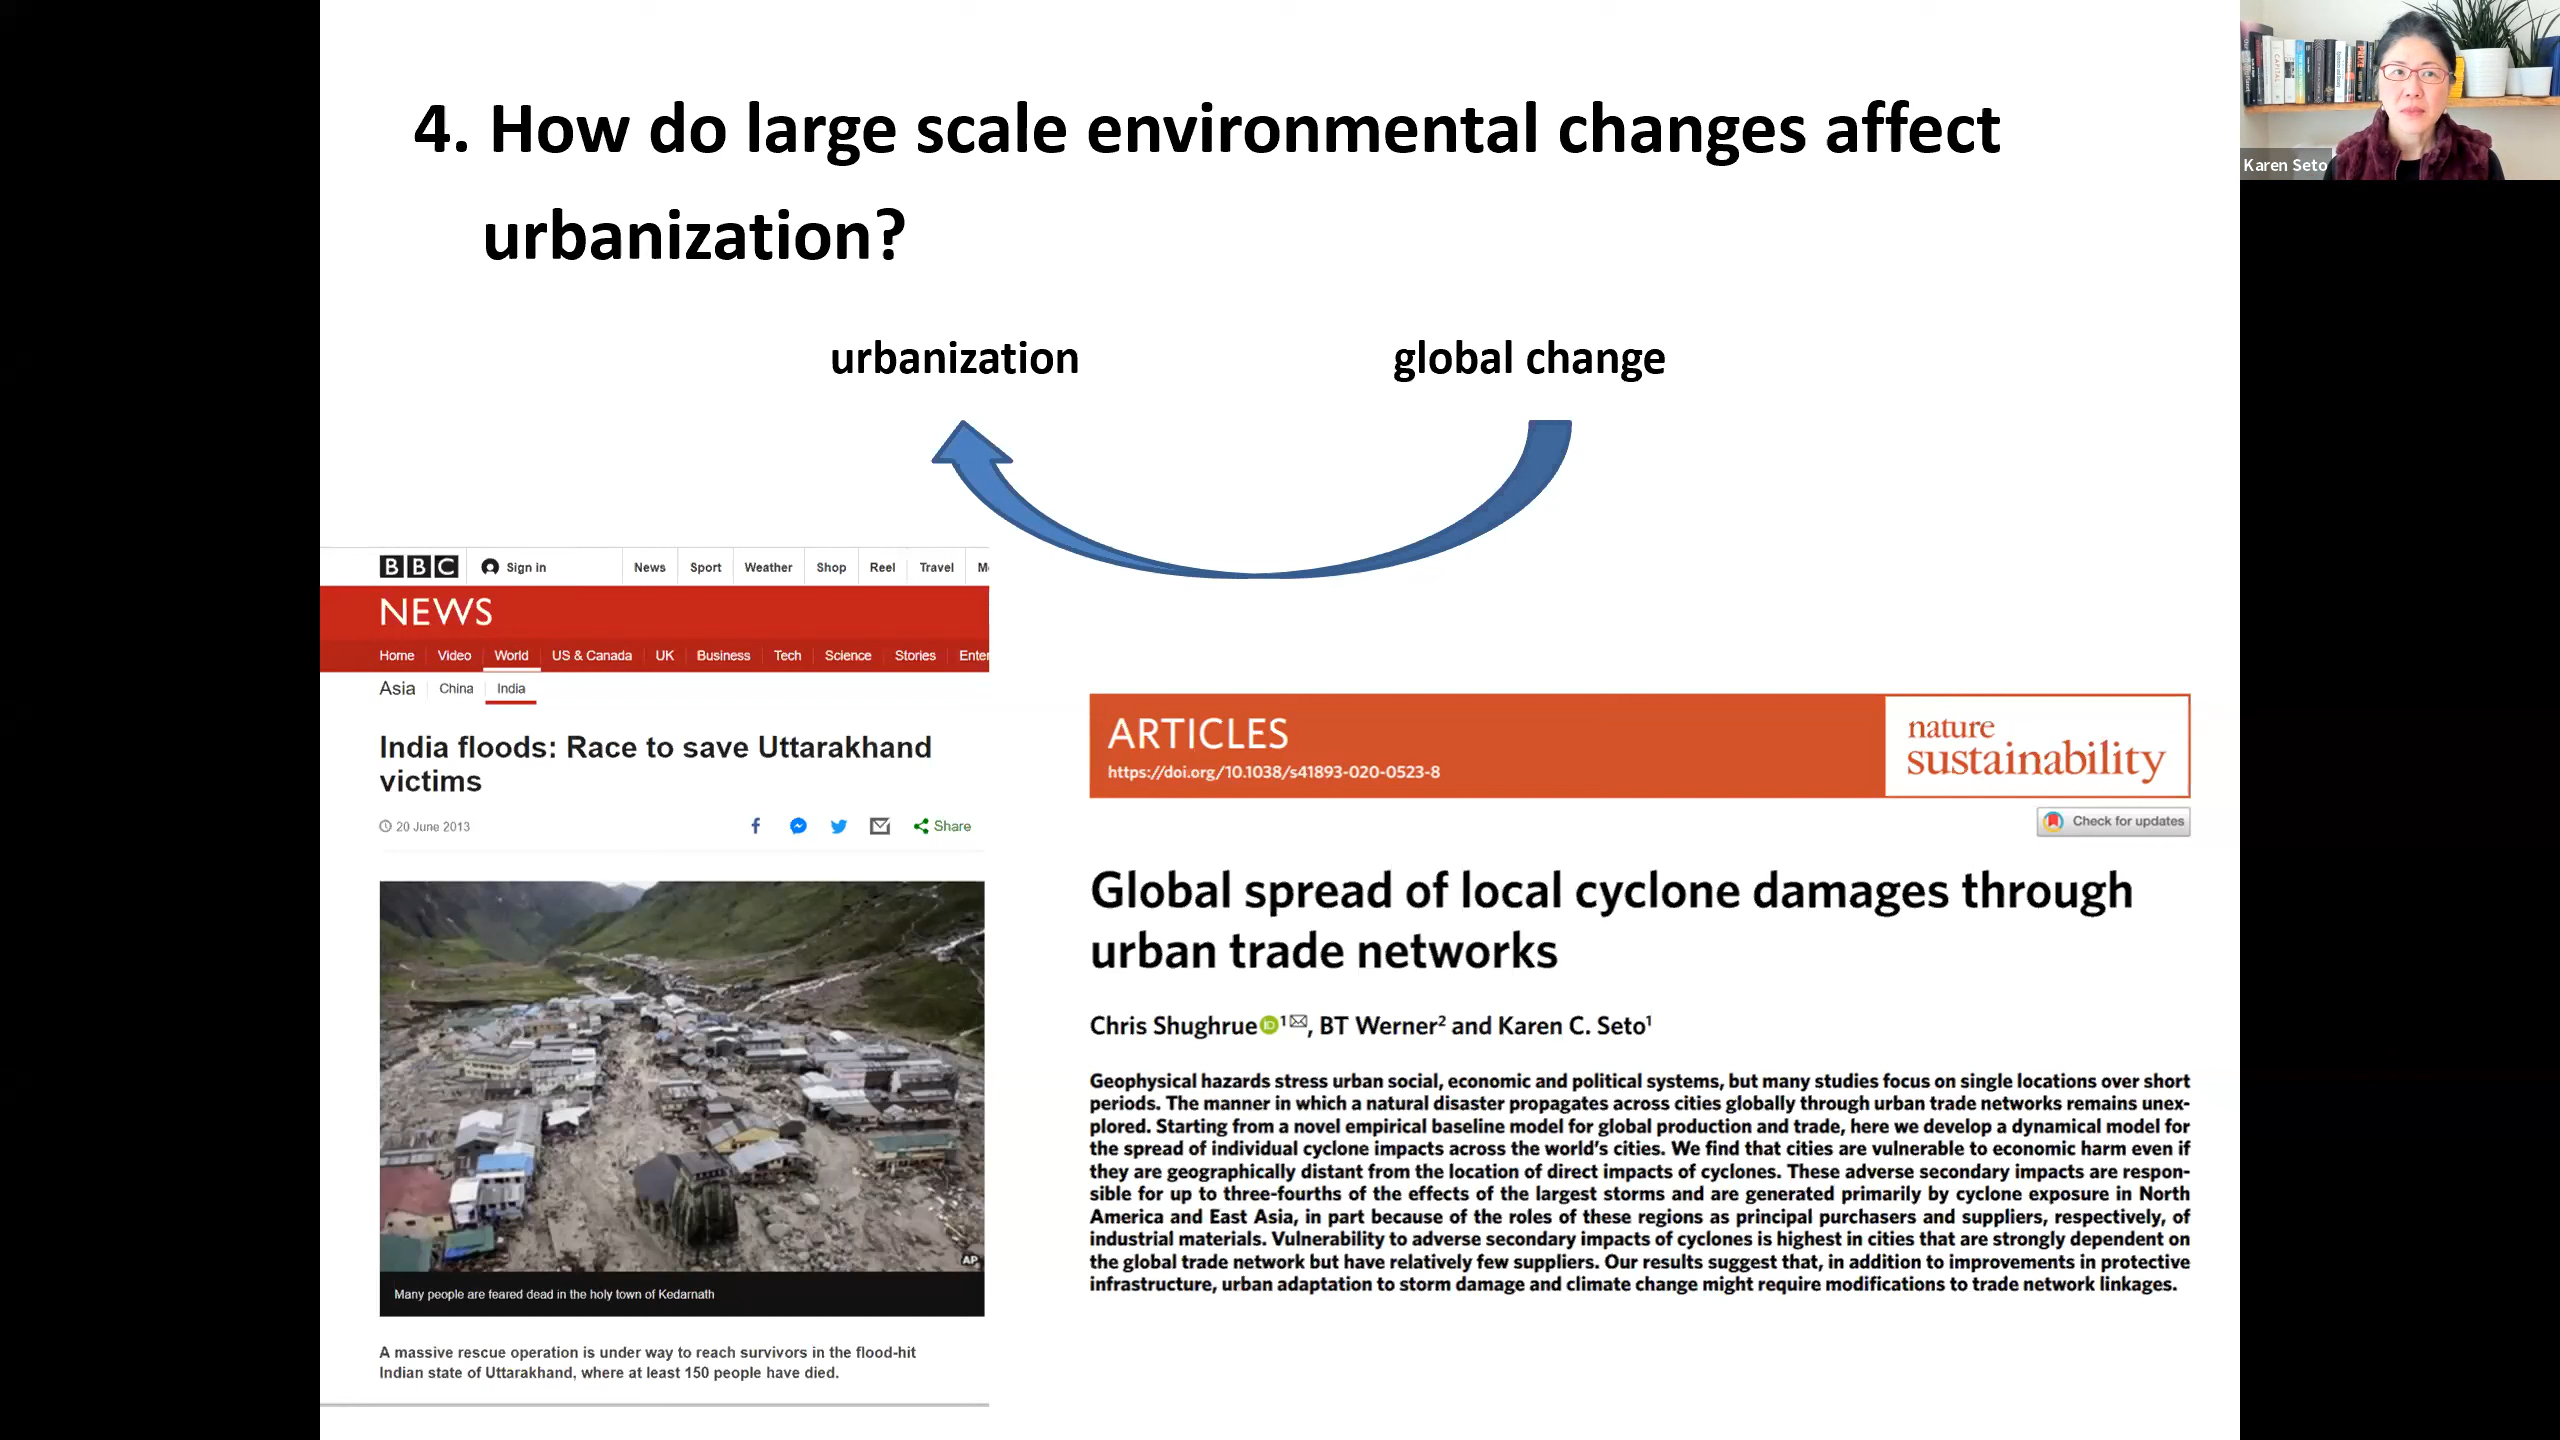 4. How do large scale environmental changes affect
urbanization?
Karen Seto
urbanization
global change
BBC Sign in News Sport Weather Shop Reel Travel
NEWS
Home Video World US & Canada UK Business Tech Science Stories Enter
Asia China India
India floods: Race to save Uttarakhand
victims
20 June 2013 Share
AP
Many people are feared dead in the holy town of Kedarnath
A massive rescue operation is under way to reach survivors in the flood-hit
Indian state of Uttarakhand, where at least 150 people have died.
ARTICLES
https://doi.org/10.1038/s41893-020-0523-8
nature
sustainability
Check for updates
Global spread of local cyclone damages through
urban trade networks
Chris Shughrue iD 1✉, BT Werner2 and Karen C. Seto1
Geophysical hazards stress urban social, economic and political systems, but many studies focus on single locations over short
periods. The manner in which a natural disaster propagates across cities globally through urban trade networks remains unex-
plored. Starting from a novel empirical baseline model for global production and trade, here we develop a dynamical model for
the spread of individual cyclone impacts across the world's cities. We find that cities are vulnerable to economic harm even if
they are geographically distant from the location of direct impacts of cyclones. These adverse secondary impacts are respon-
sible for up to three-fourths of the effects of the largest storms and are generated primarily by cyclone exposure in North
America and East Asia, in part because of the roles of these regions as principal purchasers and suppliers, respectively, of
industrial materials. Vulnerability to adverse secondary impacts of cyclones is highest in cities that are strongly dependent on
the global trade network but have relatively few suppliers. Our results suggest that, in addition to improvements in protective
infrastructure, urban adaptation to storm damage and climate change might require modifications to trade network linkages.